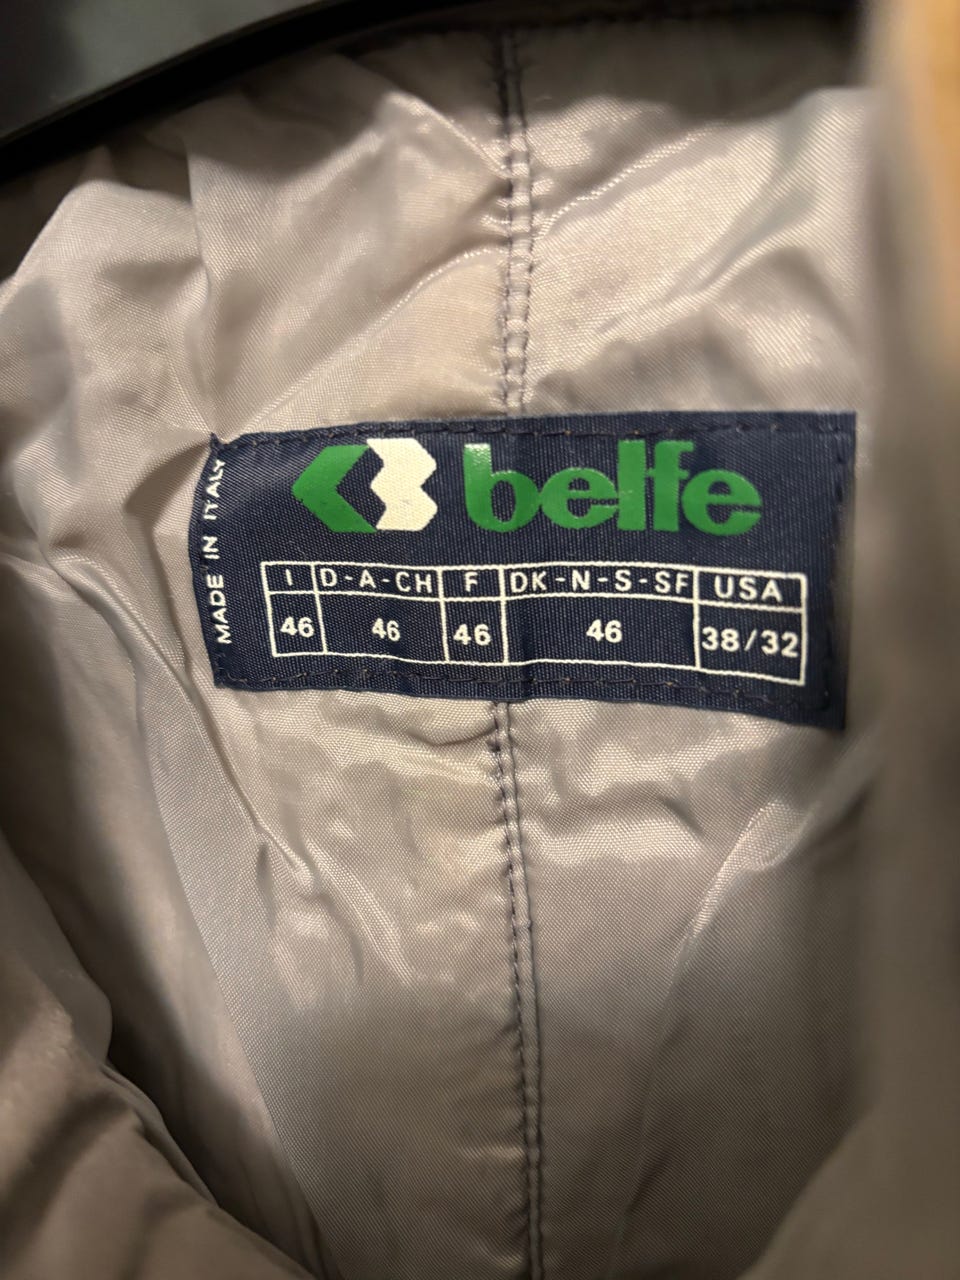 belfe
MADE IN ITALY
I D-A-CH F DK-N-S-SF USA
46 46 46 46 38/32